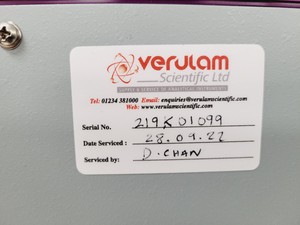 verulam
Scientific Ltd
SUPPLY & SERVICE OF ANALYTICAL INSTRUMENTS
Tel: 01234 381000 Email: enquiries@verulamscientific.com
Web: www.verulamscientific.com
Serial No. 219K01099
Date Serviced : 28.09.22
Serviced by: D.CHAN